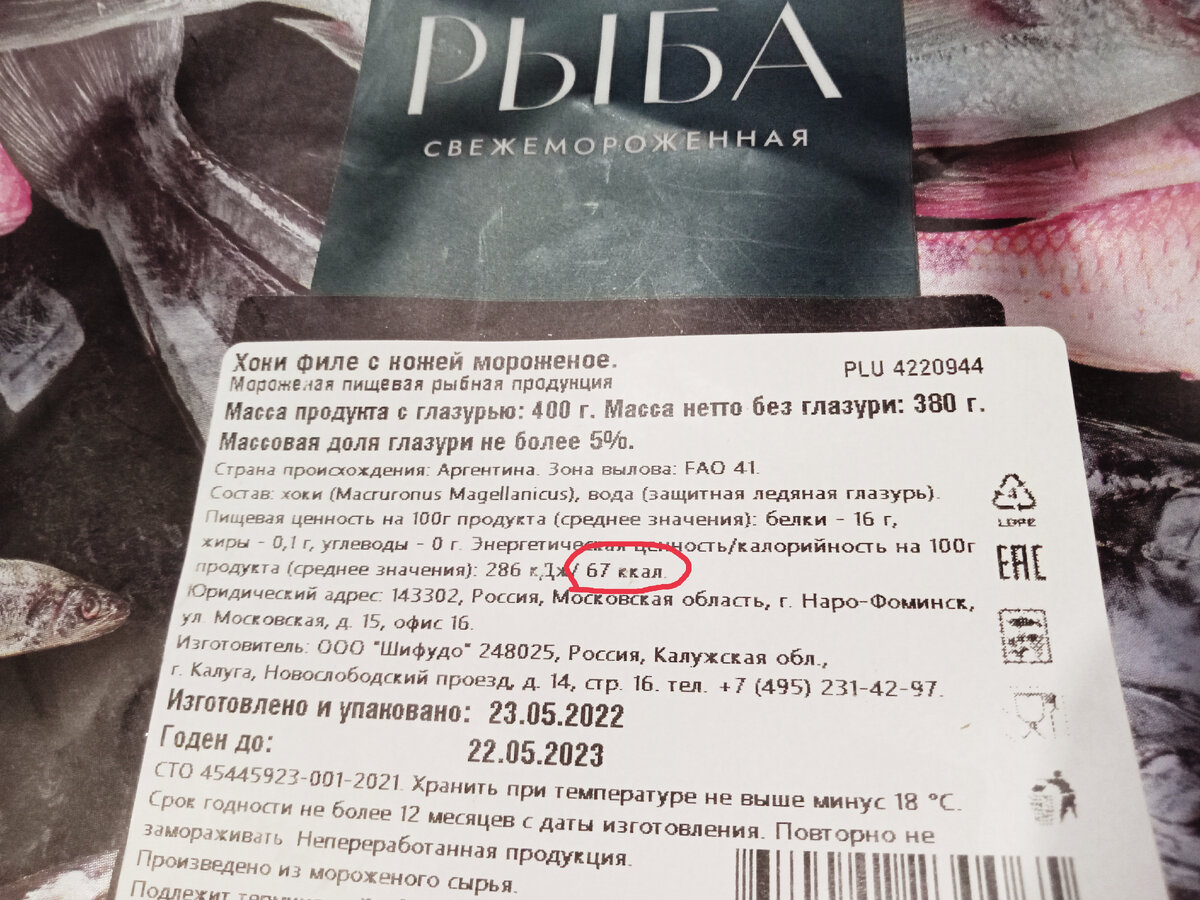 РЫБА
СВЕЖЕМОРОЖЕННАЯ
Хоки филе с кожей мороженое.
PLU 4220944
Мороженая пищевая рыбная продукция
Масса продукта с глазурью: 400 г. Масса нетто без глазури: 380 г.
Массовая доля глазури не более 5%.
Страна происхождения: Аргентина. Зона вылова: FAO 41.
Состав: хоки (Macruronus Magellanicus), вода (защитная ледяная глазурь).
Пищевая ценность на 100г продукта (среднее значения): белки - 16 г,
жиры - 0,1 г, углеводы - 0 г. Энергетическая ценность/калорийность на 100г
продукта (среднее значения): 286 кДж/ 67 ккал.
Юридический адрес: 143302, Россия, Московская область, г. Наро-Фоминск,
ул. Московская, д. 15, офис 16.
Изготовитель: ООО "Шифудо" 248025, Россия, Калужская обл.,
г. Калуга, Новослободский проезд, д. 14, стр. 16. тел. +7 (495) 231-42-97.
Изготовлено и упаковано: 23.05.2022
Годен до: 22.05.2023
СТО 45445923-001-2021. Хранить при температуре не выше минус 18 °С.
Срок годности не более 12 месяцев с даты изготовления. Повторно не
замораживать. Непереработанная продукция.
Произведено из мороженого сырья.
Подлежит
4
LDPE
EAC